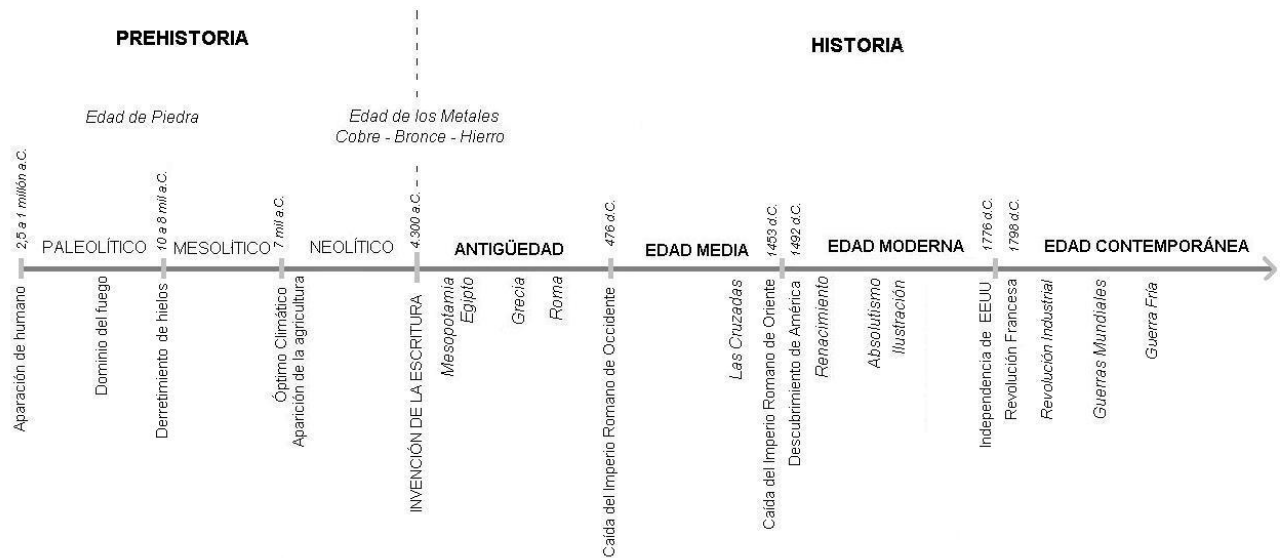 PREHISTORIA
HISTORIA
Edad de Piedra
Edad de los Metales
Cobre - Bronce - Hierro
2,5 a 1 millón a.C.
10 a 8 mil a.C.
7 mil a.C.
4.300 a.C.
476 d.C.
1453 d.C.
1492 d.C.
1776 d.C.
1798 d.C.
PALEOLÍTICO
MESOLÍTICO
NEOLÍTICO
ANTIGÜEDAD
EDAD MEDIA
EDAD MODERNA
EDAD CONTEMPORÁNEA
Aparación de humano
Dominio del fuego
Derretimiento de hielos
Óptimo Climático
Aparición de la agricultura
INVENCIÓN DE LA ESCRITURA
Mesopotamia
Egipto
Grecia
Roma
Caída del Imperio Romano de Occidente
Las Cruzadas
Caída del Imperio Romano de Oriente
Descubrimiento de América
Renacimiento
Absolutismo
Ilustración
Independencia de EEUU
Revolución Francesa
Revolución Industrial
Guerras Mundiales
Guerra Fría